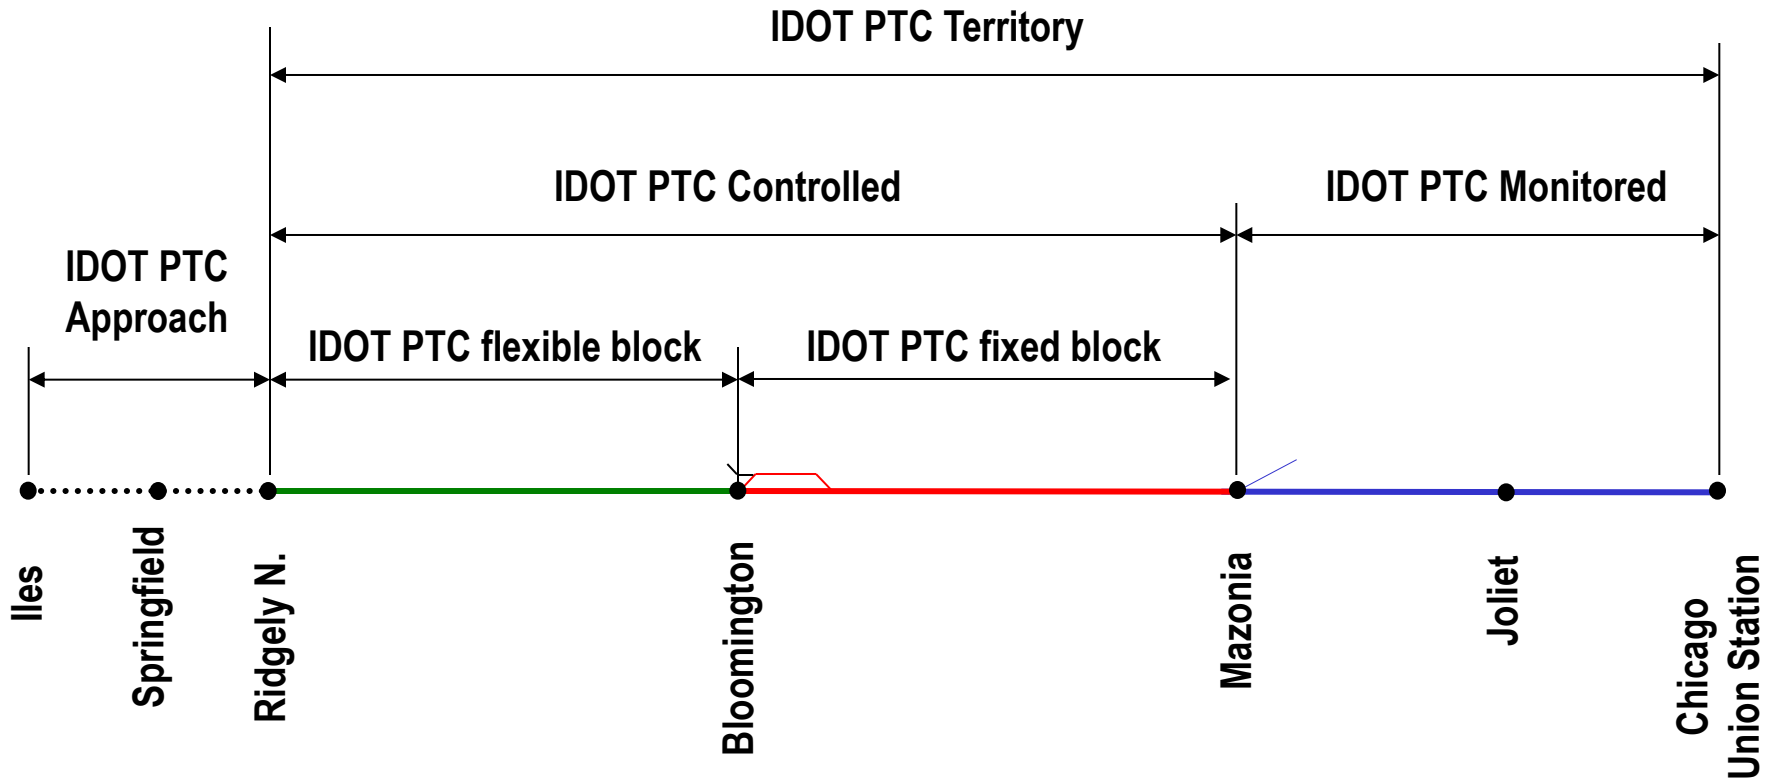 IDOT PTC Territory
IDOT PTC Controlled
IDOT PTC Monitored
IDOT PTC
Approach
IDOT PTC flexible block
IDOT PTC fixed block
Iles
Springfield
Ridgely N.
Bloomington
Mazonia
Joliet
Chicago
Union Station